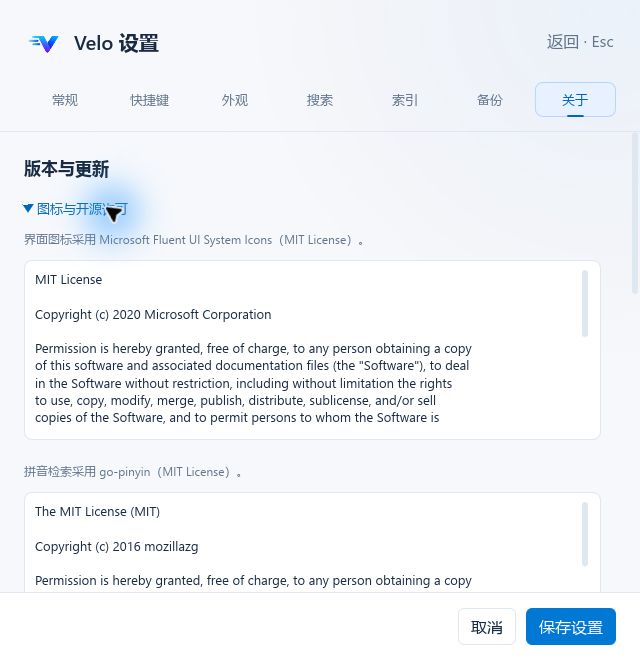 Velo 设置
返回 · Esc
常规
快捷键
外观
搜索
索引
备份
关于
版本与更新
图标与开源许可
界面图标采用 Microsoft Fluent UI System Icons（MIT License）。
MIT License
Copyright (c) 2020 Microsoft Corporation
Permission is hereby granted, free of charge, to any person obtaining a copy
of this software and associated documentation files (the "Software"), to deal
in the Software without restriction, including without limitation the rights
to use, copy, modify, merge, publish, distribute, sublicense, and/or sell
copies of the Software, and to permit persons to whom the Software is
拼音检索采用 go-pinyin（MIT License）。
The MIT License (MIT)
Copyright (c) 2016 mozillazg
Permission is hereby granted, free of charge, to any person obtaining a copy
取消
保存设置